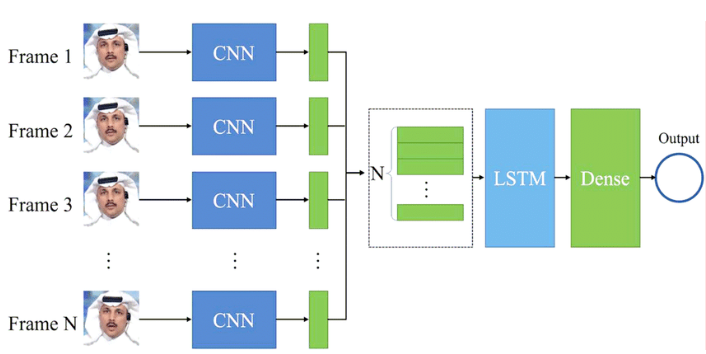 Frame 1
CNN
Frame 2
CNN
Frame 3
CNN
Frame N
CNN
N
LSTM
Dense
Output